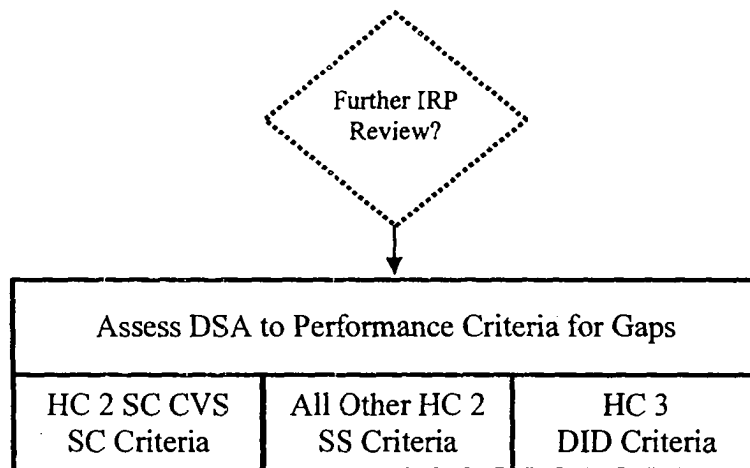 Further IRP
Review?
Assess DSA to Performance Criteria for Gaps
HC 2 SC CVS
SC Criteria
All Other HC 2
SS Criteria
HC 3
DID Criteria